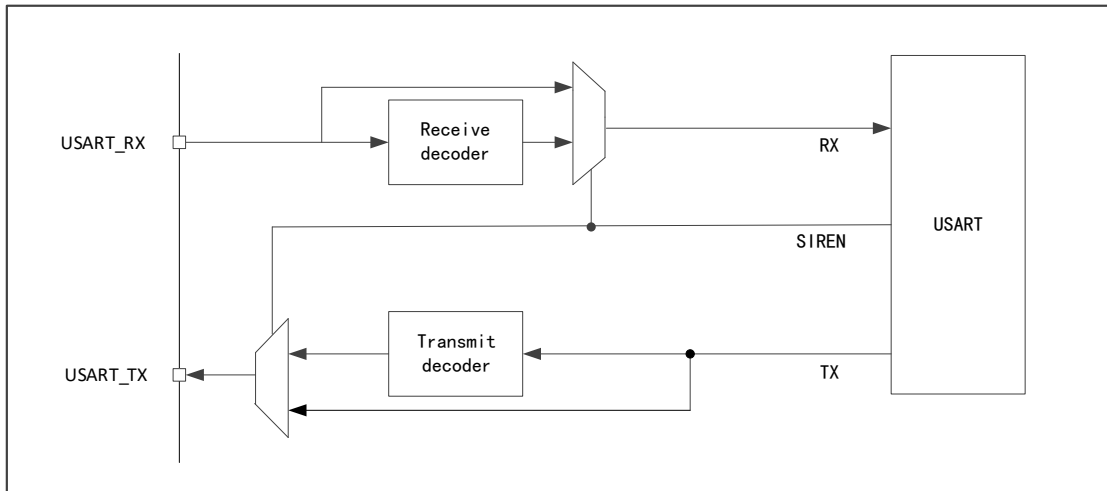 USART_RX
Receive
decoder
RX
SIREN
USART
Transmit
decoder
USART_TX
TX